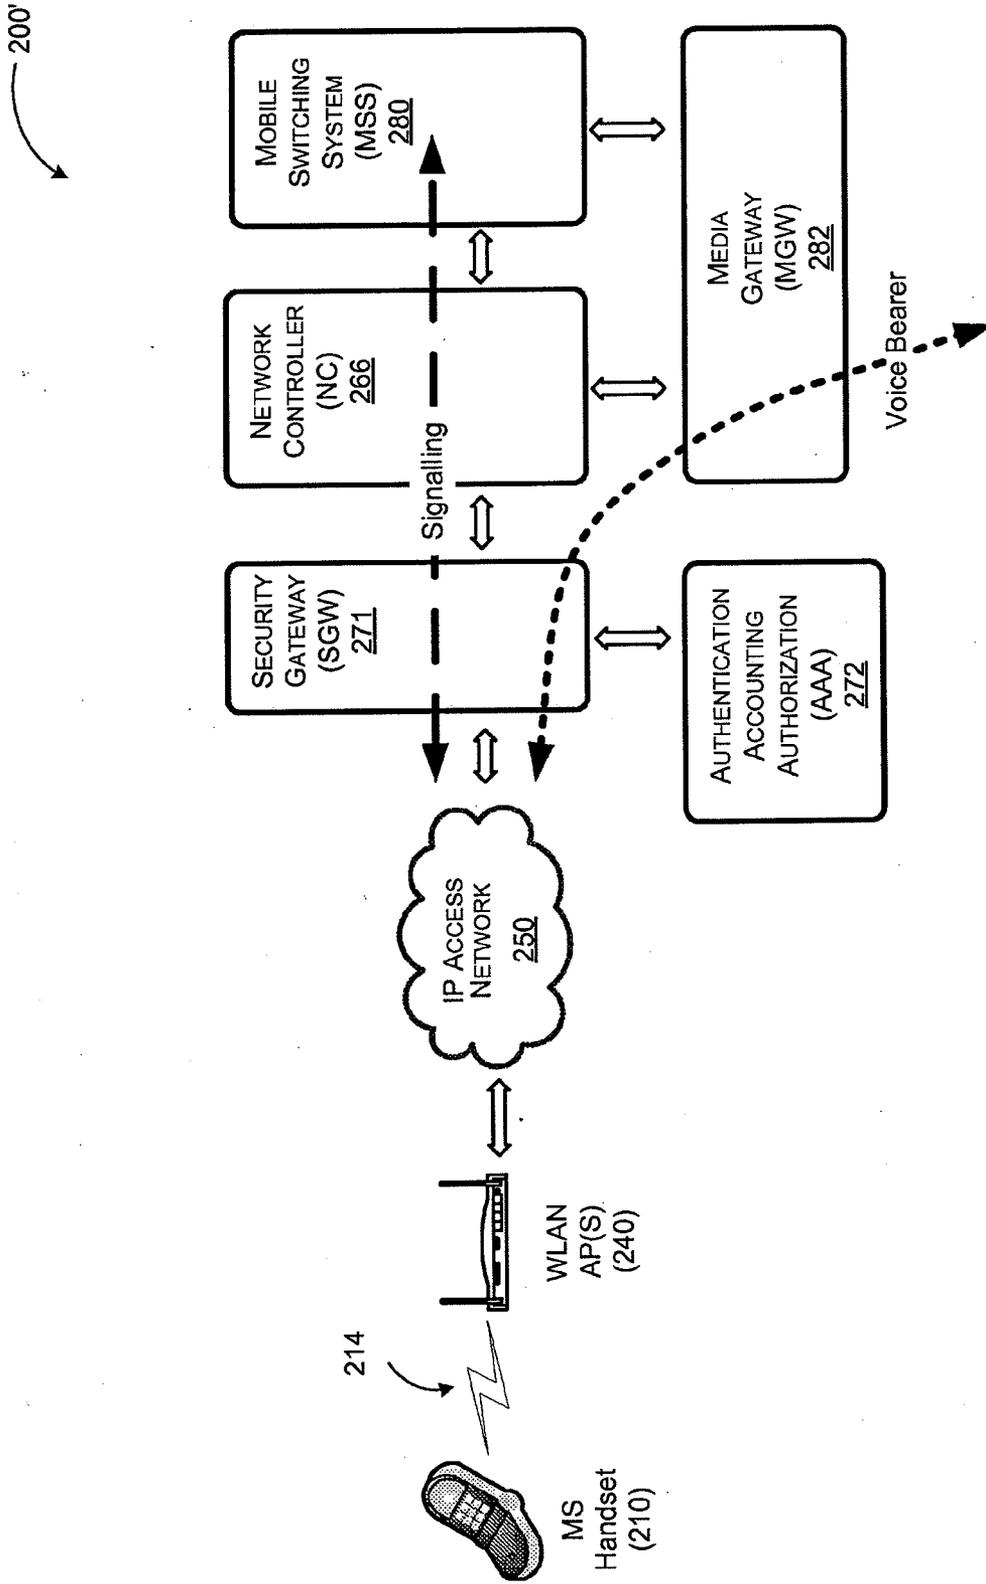 200'
MOBILE
SWITCHING
SYSTEM
(MSS)
280
NETWORK
CONTROLLER
(NC)
266
SECURITY
GATEWAY
(SGW)
271
Signalling
MEDIA
GATEWAY
(MGW)
282
Voice Bearer
AUTHENTICATION
ACCOUNTING
AUTHORIZATION
(AAA)
272
IP ACCESS
NETWORK
250
WLAN
AP(S)
(240)
214
MS
Handset
(210)